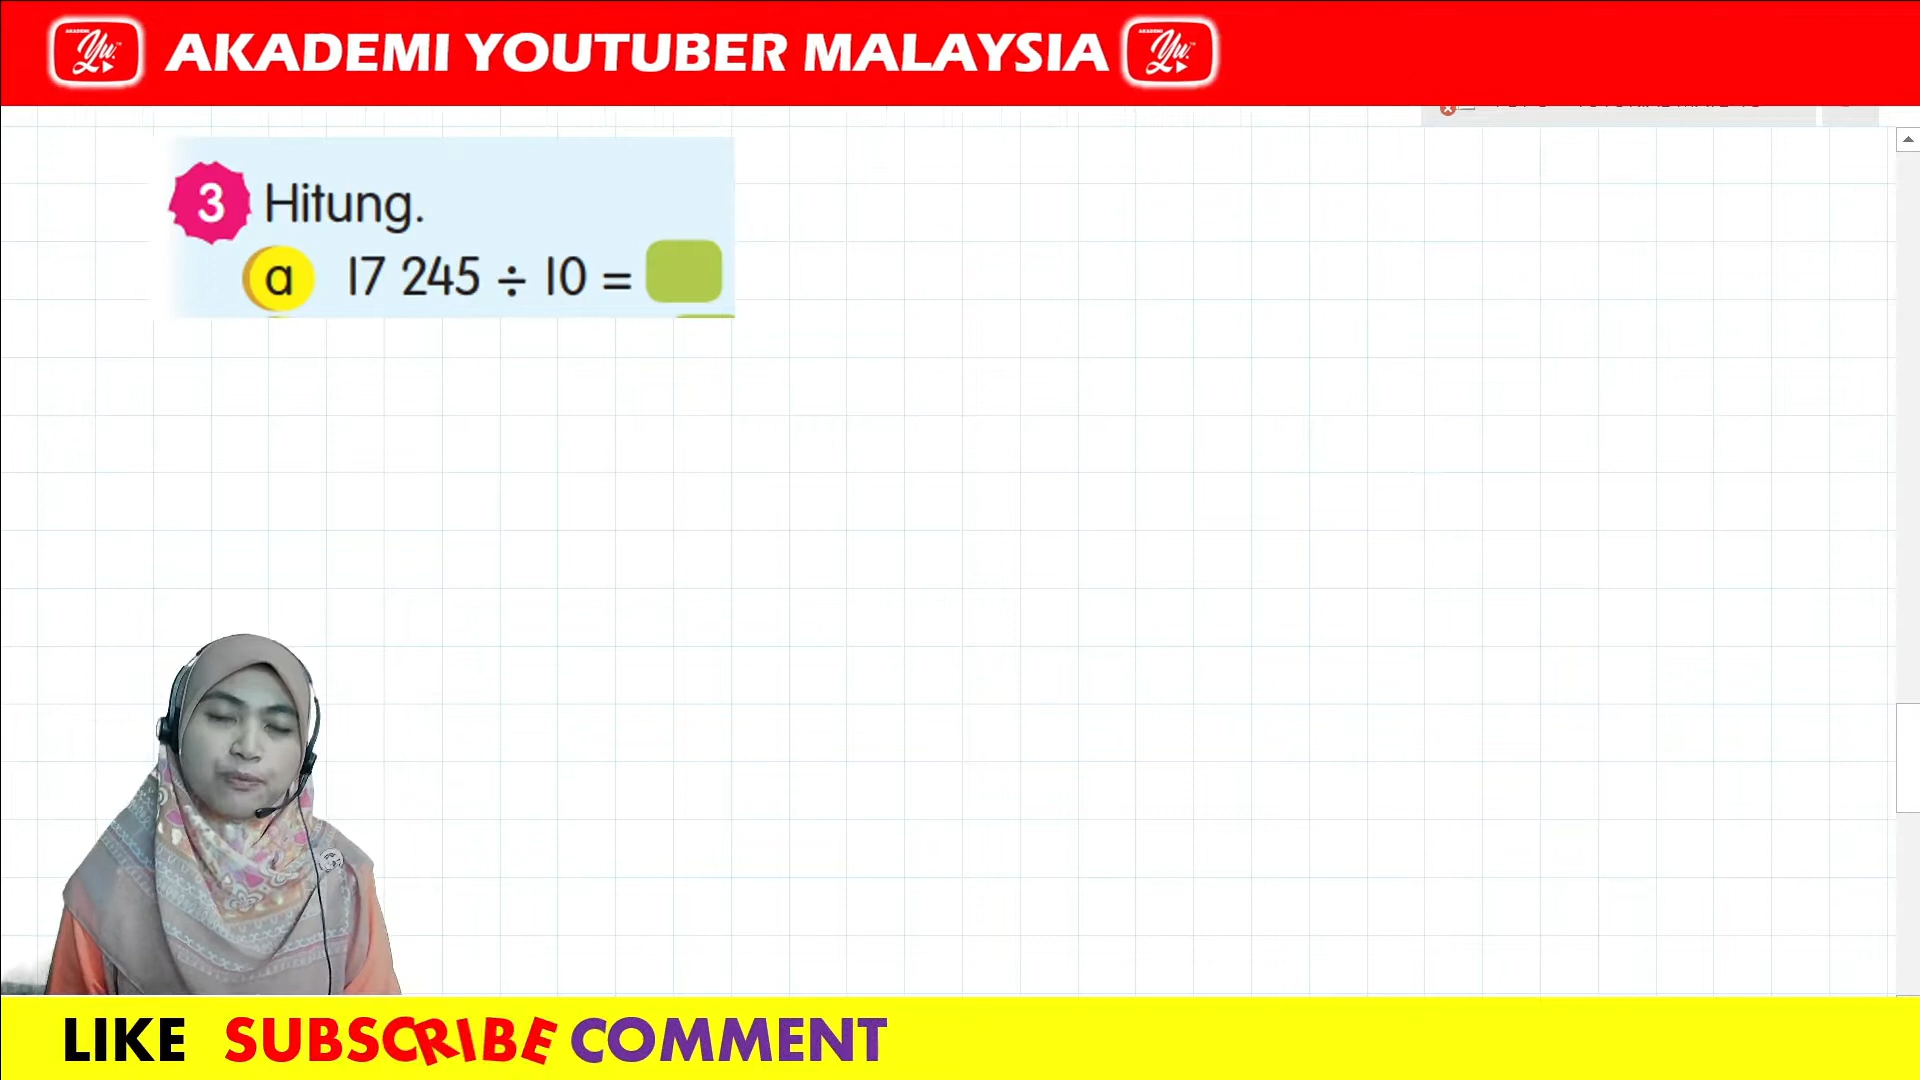 AKADEMI YOUTUBER MALAYSIA
3 Hitung.
a 17 245 ÷ 10 =
LIKE SUBSCRIBE COMMENT